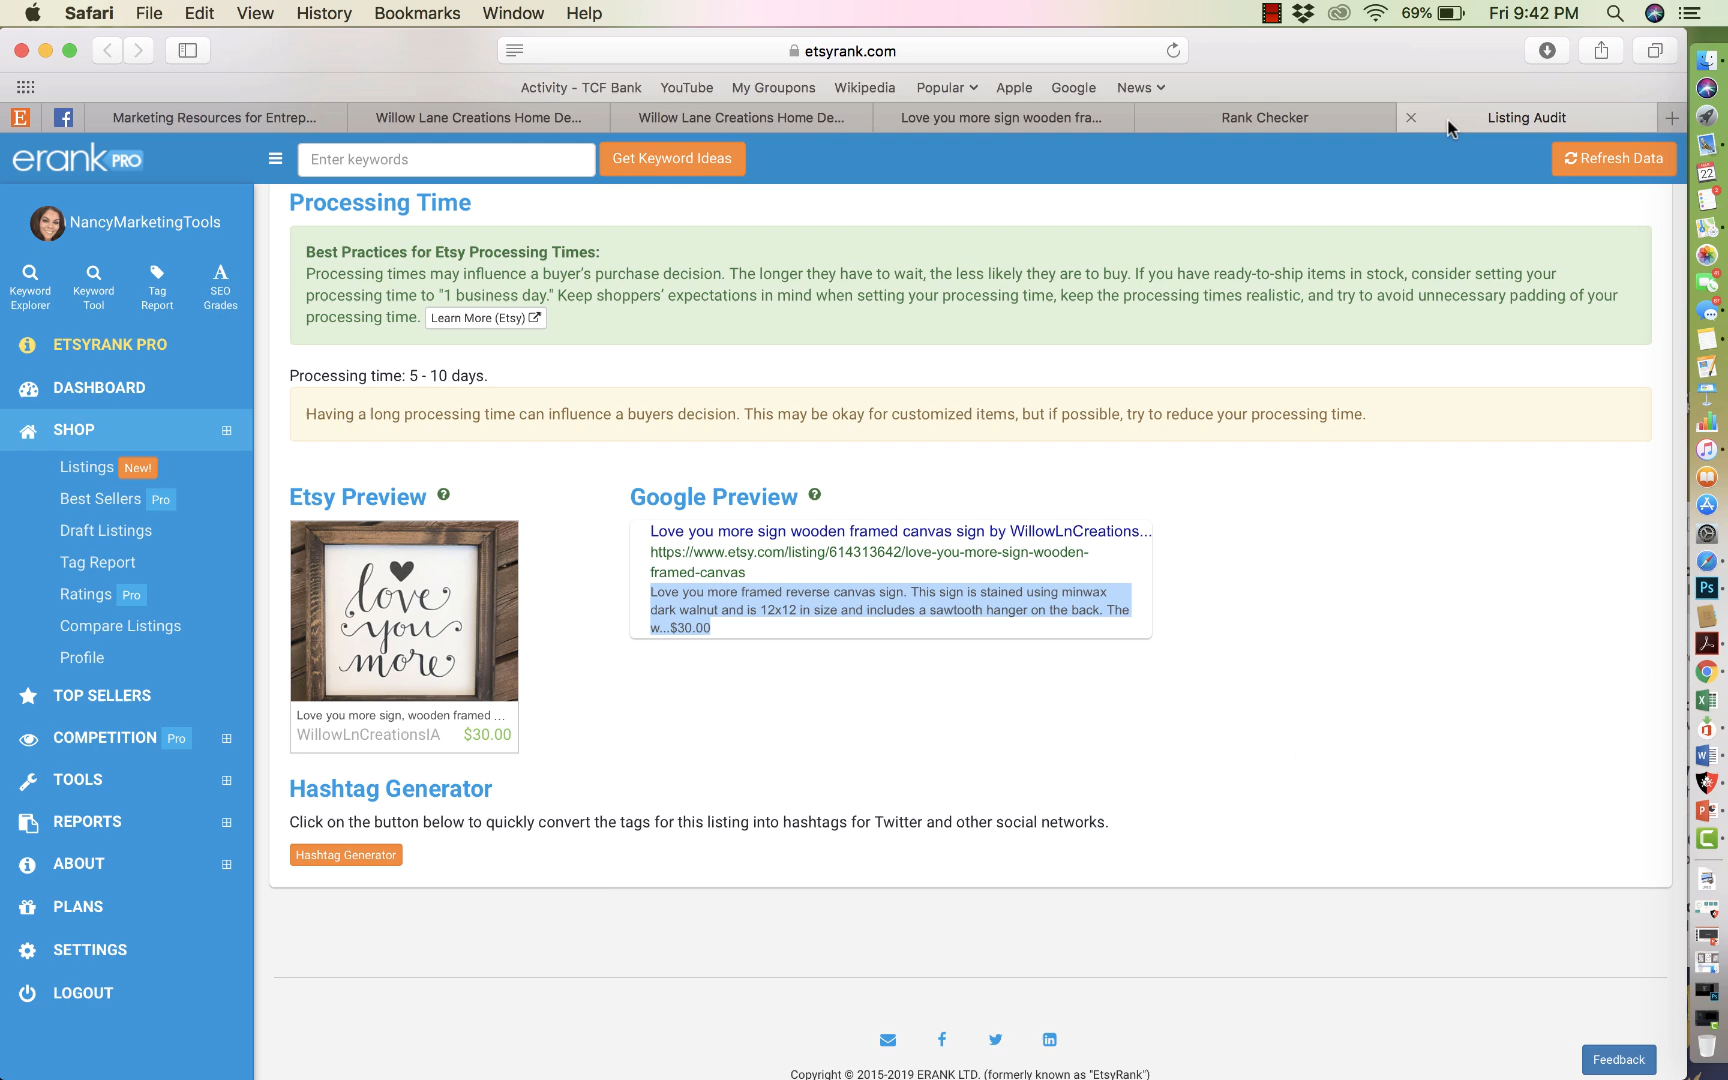 Safari File Edit View History Bookmarks Window Help 69% Fri 9:42 PM
etsyrank.com
Activity - TCF Bank YouTube My Groupons Wikipedia Popular Apple Google News
E Marketing Resources for Entrep... Willow Lane Creations Home De... Willow Lane Creations Home De... Love you more sign wooden fra... Rank Checker Listing Audit
erank PRO Enter keywords Get Keyword Ideas Refresh Data
NancyMarketingTools
Keyword Explorer
Keyword Tool
Tag Report
SEO Grades
ETSYRANK PRO
DASHBOARD
SHOP
Listings New!
Best Sellers Pro
Draft Listings
Tag Report
Ratings Pro
Compare Listings
Profile
TOP SELLERS
COMPETITION Pro
TOOLS
REPORTS
ABOUT
PLANS
SETTINGS
LOGOUT
Processing Time
Best Practices for Etsy Processing Times:
Processing times may influence a buyer's purchase decision. The longer they have to wait, the less likely they are to buy. If you have ready-to-ship items in stock, consider setting your
processing time to "1 business day." Keep shoppers' expectations in mind when setting your processing time, keep the processing times realistic, and try to avoid unnecessary padding of your
processing time. Learn More (Etsy)
Processing time: 5 - 10 days.
Having a long processing time can influence a buyers decision. This may be okay for customized items, but if possible, try to reduce your processing time.
Etsy Preview
love
you
more
Love you more sign, wooden framed ...
WillowLnCreationsIA $30.00
Google Preview
Love you more sign wooden framed canvas sign by WillowLnCreations...
https://www.etsy.com/listing/614313642/love-you-more-sign-wooden-
framed-canvas
Love you more framed reverse canvas sign. This sign is stained using minwax
dark walnut and is 12x12 in size and includes a sawtooth hanger on the back. The
w...$30.00
Hashtag Generator
Click on the button below to quickly convert the tags for this listing into hashtags for Twitter and other social networks.
Hashtag Generator
Copyright © 2015-2019 ERANK LTD. (formerly known as "EtsyRank")
Feedback
22
Ps